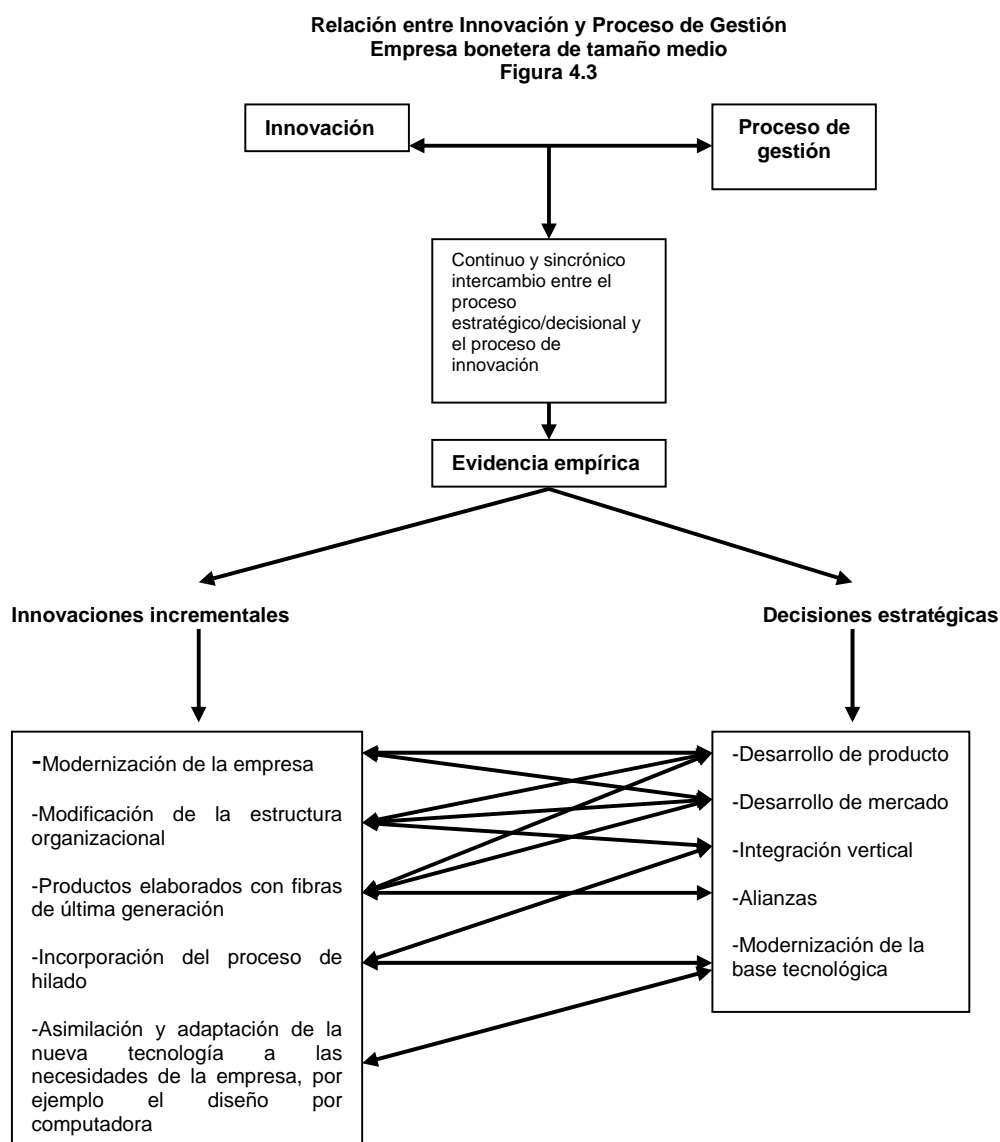 Relación entre Innovación y Proceso de Gestión
Empresa bonetera de tamaño medio
Figura 4.3
Innovación
Proceso de
gestión
Continuo y sincrónico
intercambio entre el
proceso
estratégico/decisional y
el proceso de
innovación
Evidencia empírica
Innovaciones incrementales
Decisiones estratégicas
-Modernización de la empresa
-Modificación de la estructura
organizacional
-Productos elaborados con fibras
de última generación
-Incorporación del proceso de
hilado
-Asimilación y adaptación de la
nueva tecnología a las
necesidades de la empresa, por
ejemplo el diseño por
computadora
-Desarrollo de producto
-Desarrollo de mercado
-Integración vertical
-Alianzas
-Modernización de la
base tecnológica